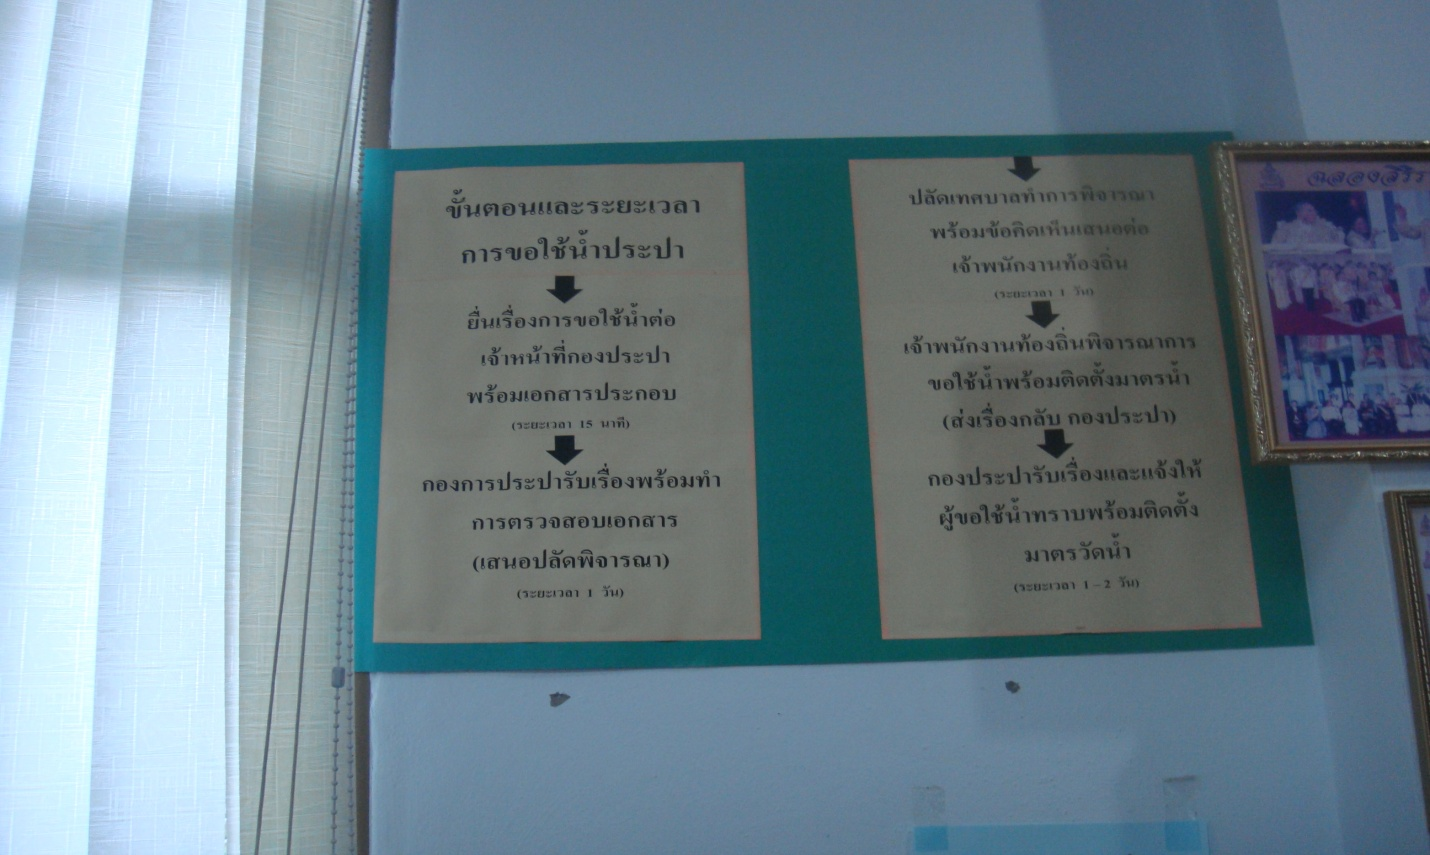 ขั้นตอนและระยะเวลา
การขอใช้น้ำประปา
ยื่นเรื่องการขอใช้น้ำต่อ
เจ้าหน้าที่กองประปา
พร้อมเอกสารประกอบ
(ระยะเวลา 15 นาที)
กองการประปารับเรื่องพร้อมทำ
การตรวจสอบเอกสาร
(เสนอปลัดพิจารณา)
(ระยะเวลา 1 วัน)
ปลัดเทศบาลทำการพิจารณา
พร้อมข้อคิดเห็นเสนอต่อ
เจ้าพนักงานท้องถิ่น
(ระยะเวลา 1 วัน)
เจ้าพนักงานท้องถิ่นพิจารณาการ
ขอใช้น้ำพร้อมติดตั้งมาตรน้ำ
(ส่งเรื่องกลับ กองประปา)
กองประปารับเรื่องและแจ้งให้
ผู้ขอใช้น้ำทราบพร้อมติดตั้ง
มาตรวัดน้ำ
(ระยะเวลา 1 – 2 วัน)
ฉลองสิริ